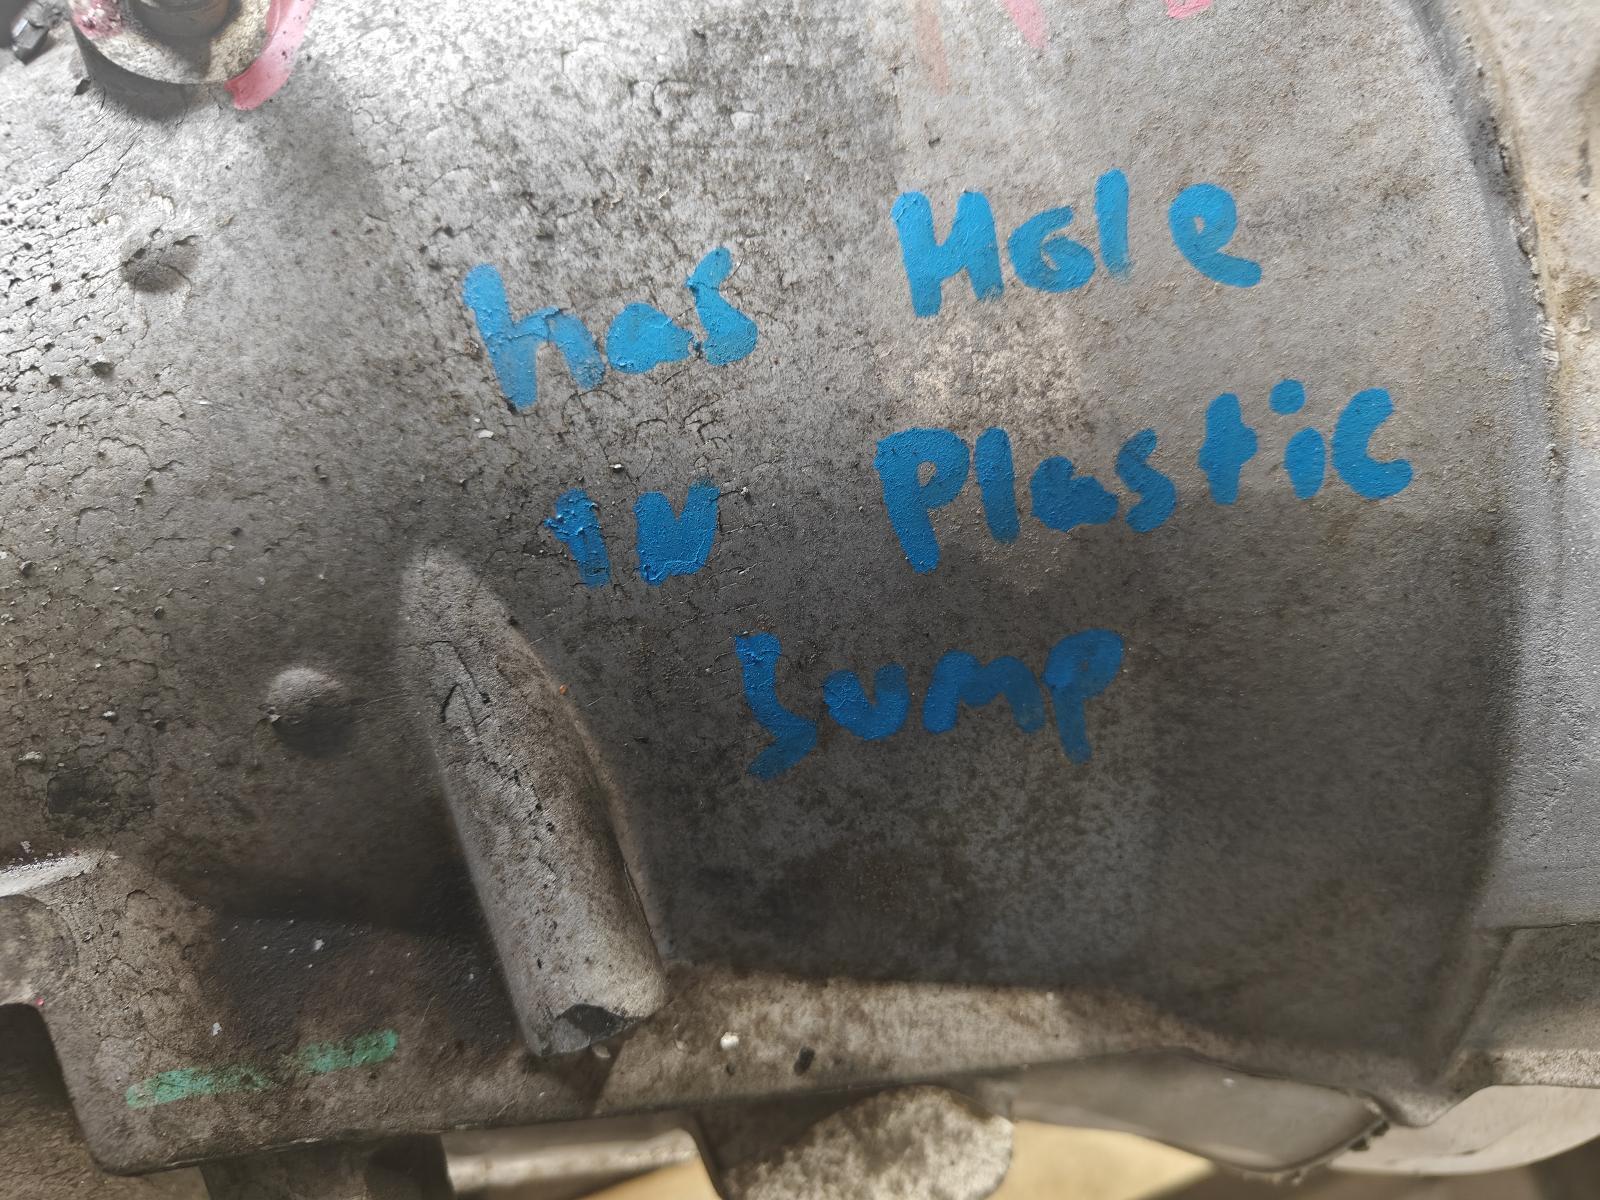 has Hole
in Plastic
Sump